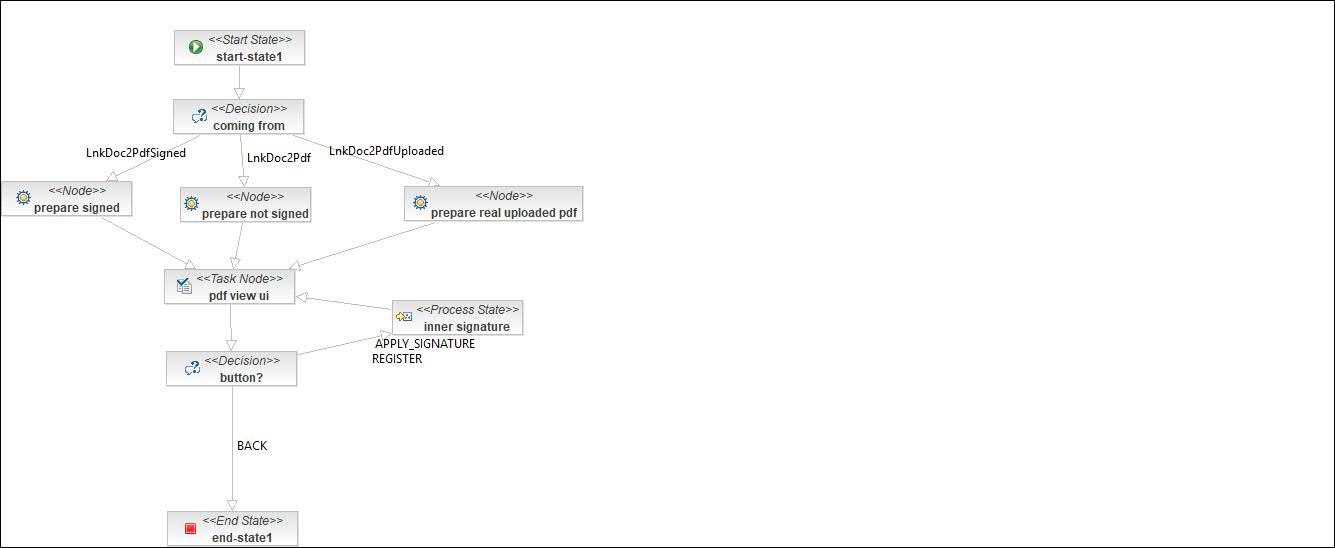 <<Start State>>
start-state1
<<Decision>>
coming from
LnkDoc2PdfSigned
LnkDoc2Pdf
LnkDoc2PdfUploaded
<<Node>>
prepare signed
<<Node>>
prepare not signed
<<Node>>
prepare real uploaded pdf
<<Task Node>>
pdf view ui
<<Process State>>
inner signature
APPLY_SIGNATURE
REGISTER
<<Decision>>
button?
BACK
<<End State>>
end-state1